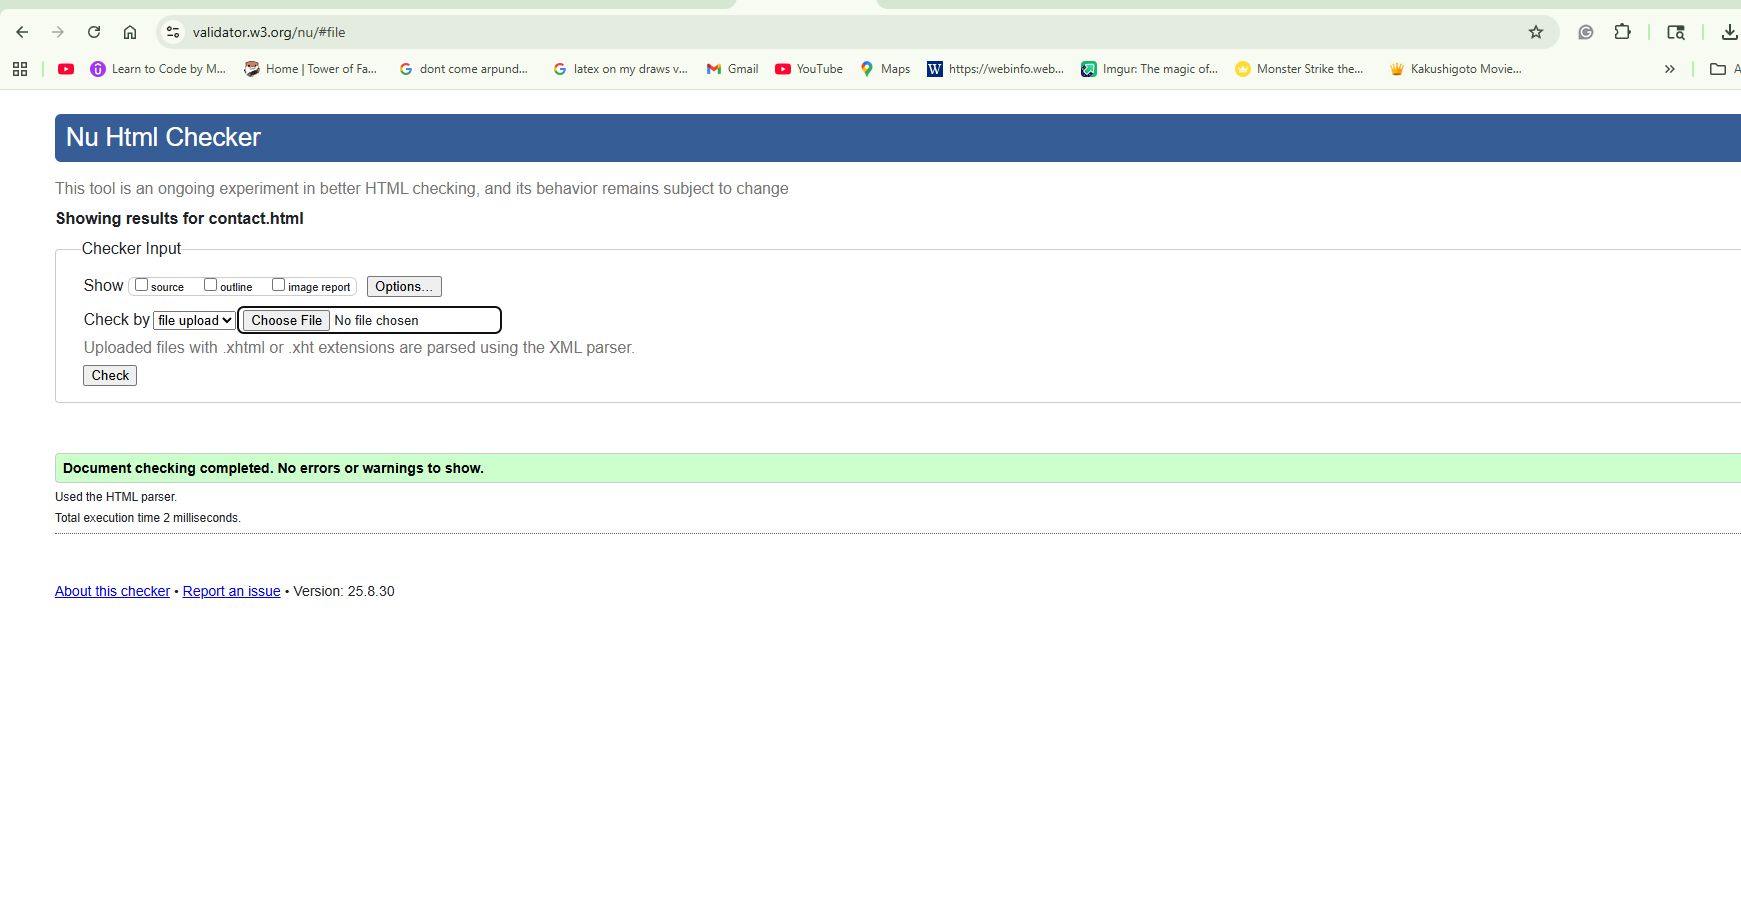 validator.w3.org/nu/#file
Learn to Code by M... Home | Tower of Fa... dont come arpund... latex on my draws v... Gmail YouTube Maps https://webinfo.web... Imgur: The magic of... Monster Strike the... Kakushigoto Movie... » A
Nu Html Checker
This tool is an ongoing experiment in better HTML checking, and its behavior remains subject to change
Showing results for contact.html
Checker Input
Show source outline image report Options...
Check by file upload Choose File No file chosen
Uploaded files with .xhtml or .xht extensions are parsed using the XML parser.
Check
Document checking completed. No errors or warnings to show.
Used the HTML parser.
Total execution time 2 milliseconds.
About this checker • Report an issue • Version: 25.8.30